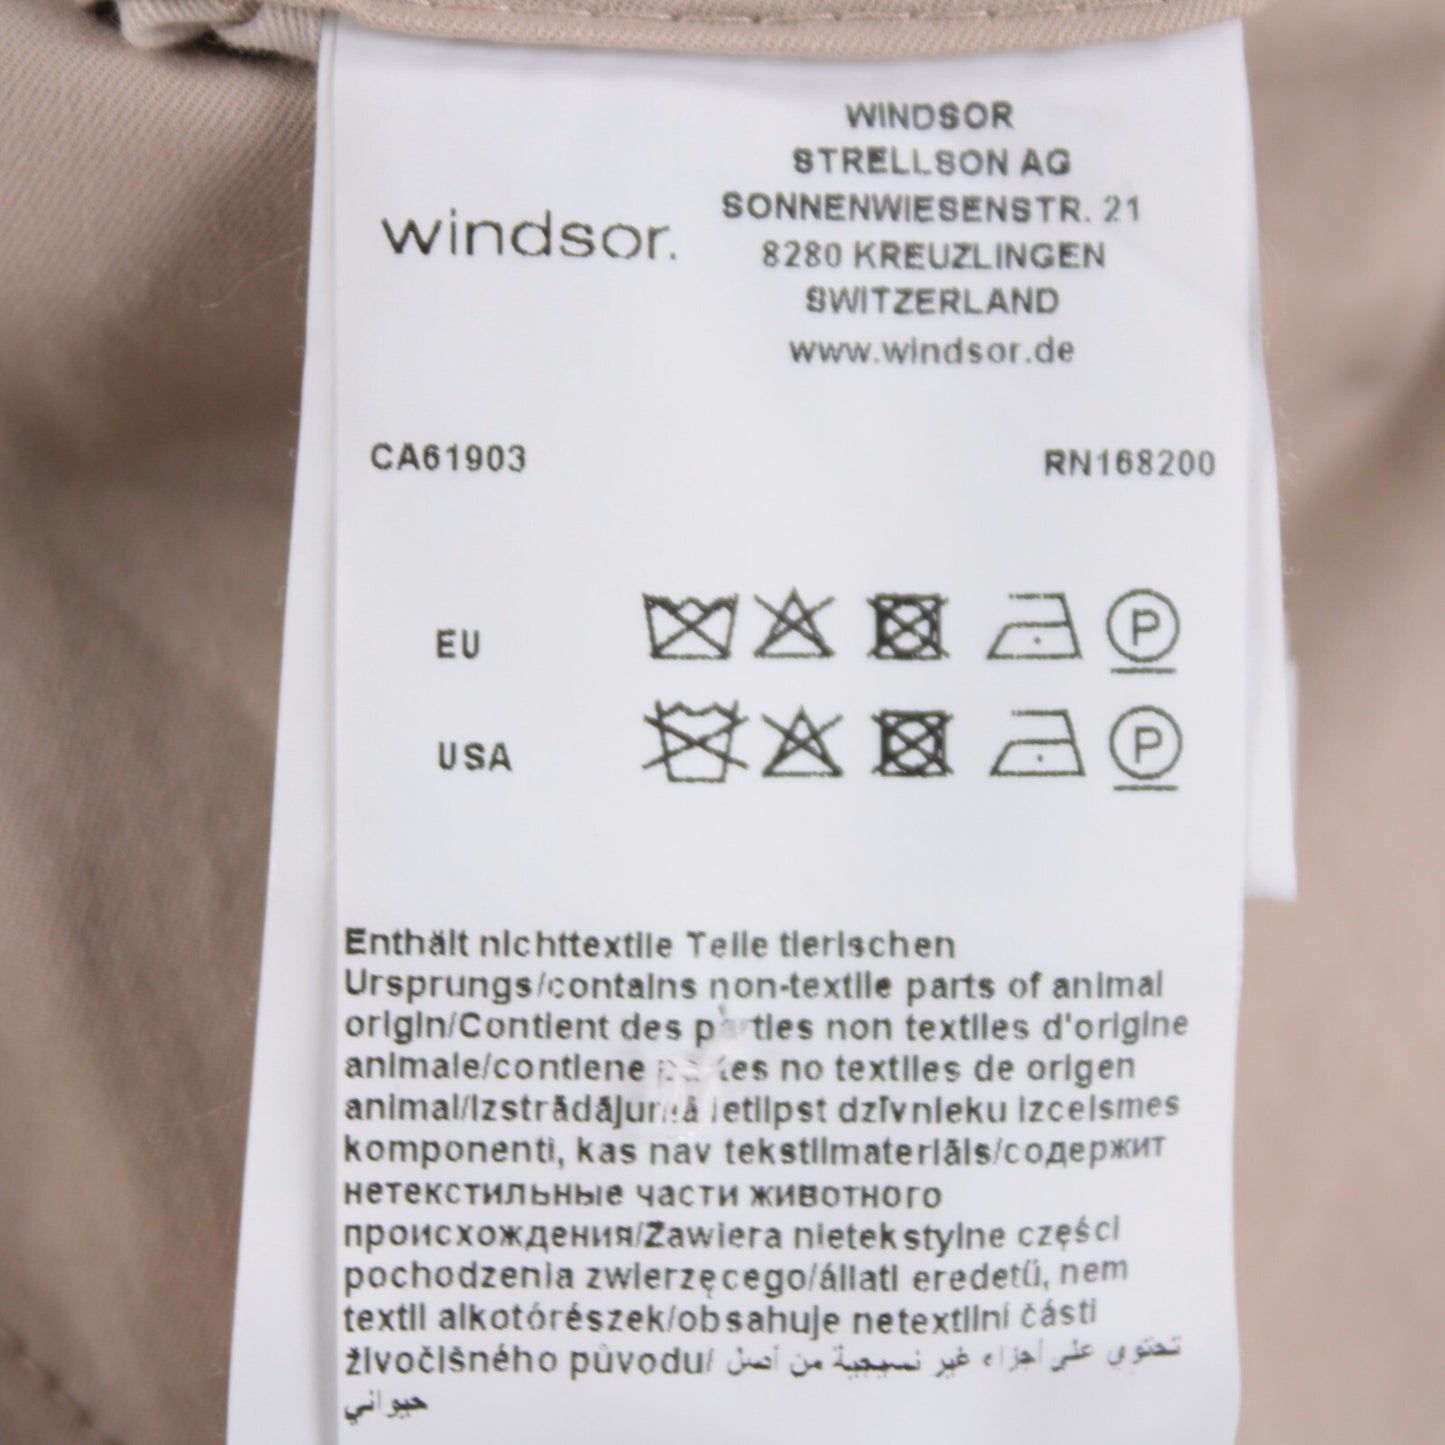 windsor.
WINDSOR
STRELLSON AG
SONNENWIESENSTR. 21
8280 KREUZLINGEN
SWITZERLAND
www.windsor.de
CA61903
RN168200
EU
P
USA
P
Enthält nichttextile Teile tierischen
Ursprungs/contains non-textile parts of animal
origin/Contient des parties non textiles d'origine
animale/contiene partes no textiles de origen
animal/Izstrādājumā ietilpst dzīvnieku izcelsmes
komponenti, kas nav tekstilmateriāls/содержит
нетекстильные части животного
происхождения/Zawiera nietekstylne części
pochodzenia zwierzęcego/állati eredetű, nem
textil alkotórészek/obsahuje netextilní části
živočišného původu/ تحتوي على أجزاء غير نسيجية من أصل
حيواني